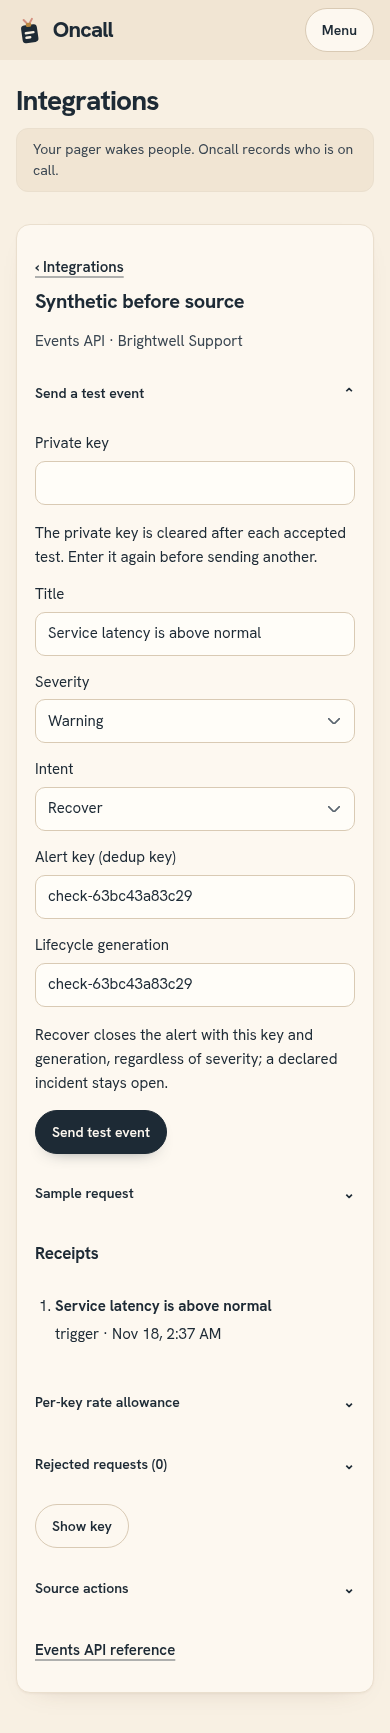 Oncall
Menu
Integrations
Your pager wakes people. Oncall records who is on
call.
‹ Integrations
Synthetic before source
Events API · Brightwell Support
Send a test event
Private key
The private key is cleared after each accepted
test. Enter it again before sending another.
Title
Service latency is above normal
Severity
Warning
Intent
Recover
Alert key (dedup key)
check-63bc43a83c29
Lifecycle generation
check-63bc43a83c29
Recover closes the alert with this key and
generation, regardless of severity; a declared
incident stays open.
Send test event
Sample request
Receipts
1. Service latency is above normal
trigger · Nov 18, 2:37 AM
Per-key rate allowance
Rejected requests (0)
Show key
Source actions
Events API reference